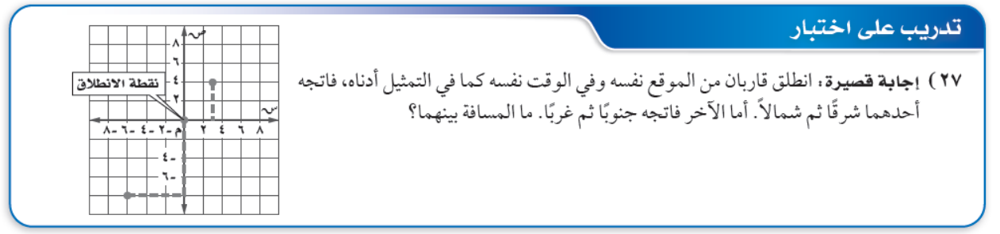 تدريب على اختبار
٢٧) إجابة قصيرة: انطلق قاربان من الموقع نفسه وفي الوقت نفسه كما في التمثيل أدناه، فاتجه
أحدهما شرقًا ثم شمالاً. أما الآخر فاتجه جنوبًا ثم غربًا. ما المسافة بينهما؟
ص
٨
٦
٤
نقطة الانطلاق
٢
س
٨ ٦ ٤ ٢ م ٢- ٤- ٦- ٨-
٤-
٦-